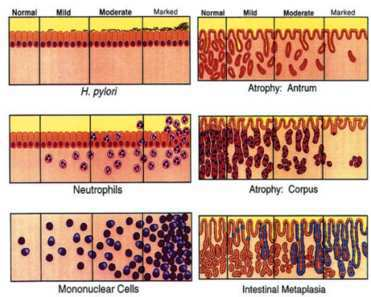 Normal Mild Moderate Marked
H. pylori
Neutrophils
Mononuclear Cells
Normal Mild Moderate Marked
Atrophy: Antrum
Atrophy: Corpus
Intestinal Metaplasia